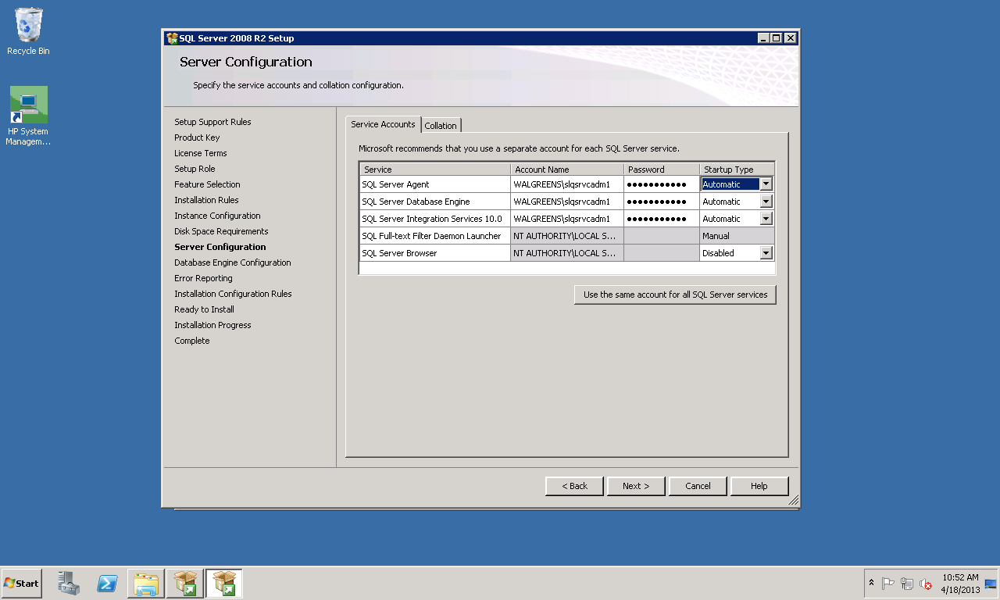 Recycle Bin
HP System
Managem...
SQL Server 2008 R2 Setup
Server Configuration
Specify the service accounts and collation configuration.
Setup Support Rules
Product Key
License Terms
Setup Role
Feature Selection
Installation Rules
Instance Configuration
Disk Space Requirements
Server Configuration
Database Engine Configuration
Error Reporting
Installation Configuration Rules
Ready to Install
Installation Progress
Complete
Service Accounts Collation
Microsoft recommends that you use a separate account for each SQL Server service.
Service Account Name Password Startup Type
SQL Server Agent WALGREENS\slqsrvcadm1 ●●●●●●●●●●● Automatic
SQL Server Database Engine WALGREENS\slqsrvcadm1 ●●●●●●●●●●● Automatic
SQL Server Integration Services 10.0 WALGREENS\slqsrvcadm1 ●●●●●●●●●●● Automatic
SQL Full-text Filter Daemon Launcher NT AUTHORITY\LOCAL S... Manual
SQL Server Browser NT AUTHORITY\LOCAL S... Disabled
Use the same account for all SQL Server services
< Back Next > Cancel Help
Start
10:52 AM
4/18/2013